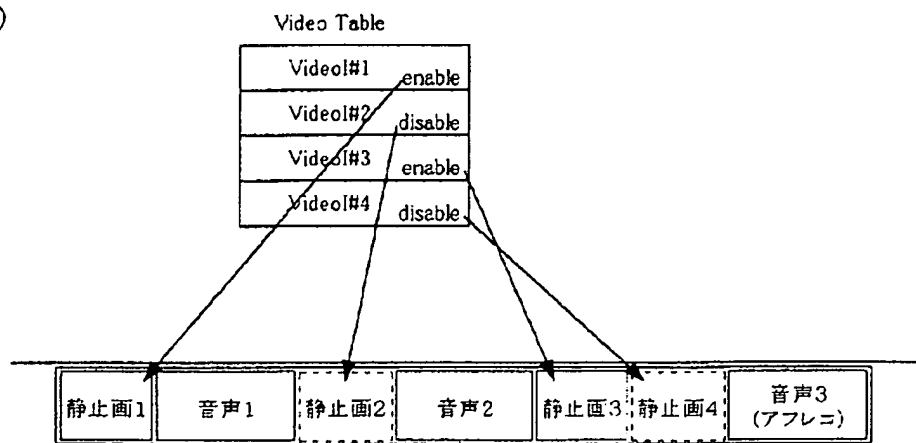 Video Table
VideoI#1 enable
VideoI#2 disable
VideoI#3 enable
VideoI#4 disable
静止画1 音声1 静止画2 音声2 静止画3 静止画4 音声3
(アフレコ)